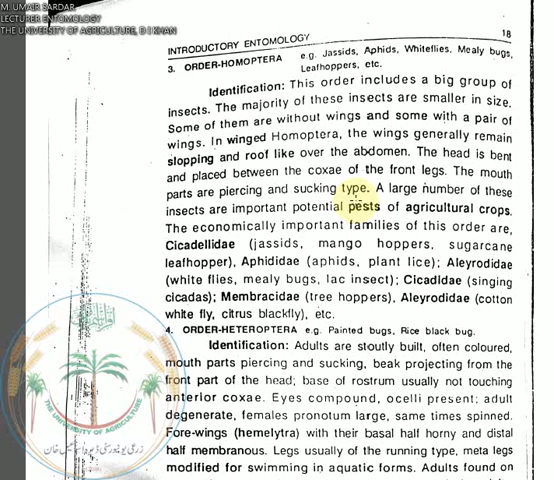 M. UMAIR SARDAR
LECTURER ENTOMOLOGY
THE UNIVERSITY OF AGRICULTURE, D I KHAN
INTRODUCTORY ENTOMOLOGY 18
3. ORDER-HOMOPTERA e.g. Jassids, Aphids, Whiteflies, Mealy bugs,
Leafhoppers, etc.
Identification: This order includes a big group of
insects. The majority of these insects are smaller in size.
Some of them are without wings and some with a pair of
wings. In winged Homoptera, the wings generally remain
slopping and roof like over the abdomen. The head is bent
and placed between the coxae of the front legs. The mouth
parts are piercing and sucking type. A large number of these
insects are important potential pests of agricultural crops.
The economically important families of this order are,
Cicadellidae (jassids, mango hoppers, sugarcane
leafhopper), Aphididae (aphids, plant lice); Aleyrodidae
(white flies, mealy bugs, lac insect); Cicadidae (singing
cicadas); Membracidae (tree hoppers), Aleyrodidae (cotton
white fly, citrus blackfly), etc.
4. ORDER-HETEROPTERA e.g. Painted bugs, Rice black bug.
Identification: Adults are stoutly built, often coloured,
mouth parts piercing and sucking, beak projecting from the
front part of the head; base of rostrum usually not touching
anterior coxae. Eyes compound, ocelli present; adult
degenerate, females pronotum large, same times spinned.
Fore-wings (hemelytra) with their basal half horny and distal
half membranous. Legs usually of the running type, meta legs
modified for swimming in aquatic forms. Adults found on
THE UNIVERSITY OF AGRICULTURE
زرعی یونیورسٹی ڈیرہ اسماعیل خان